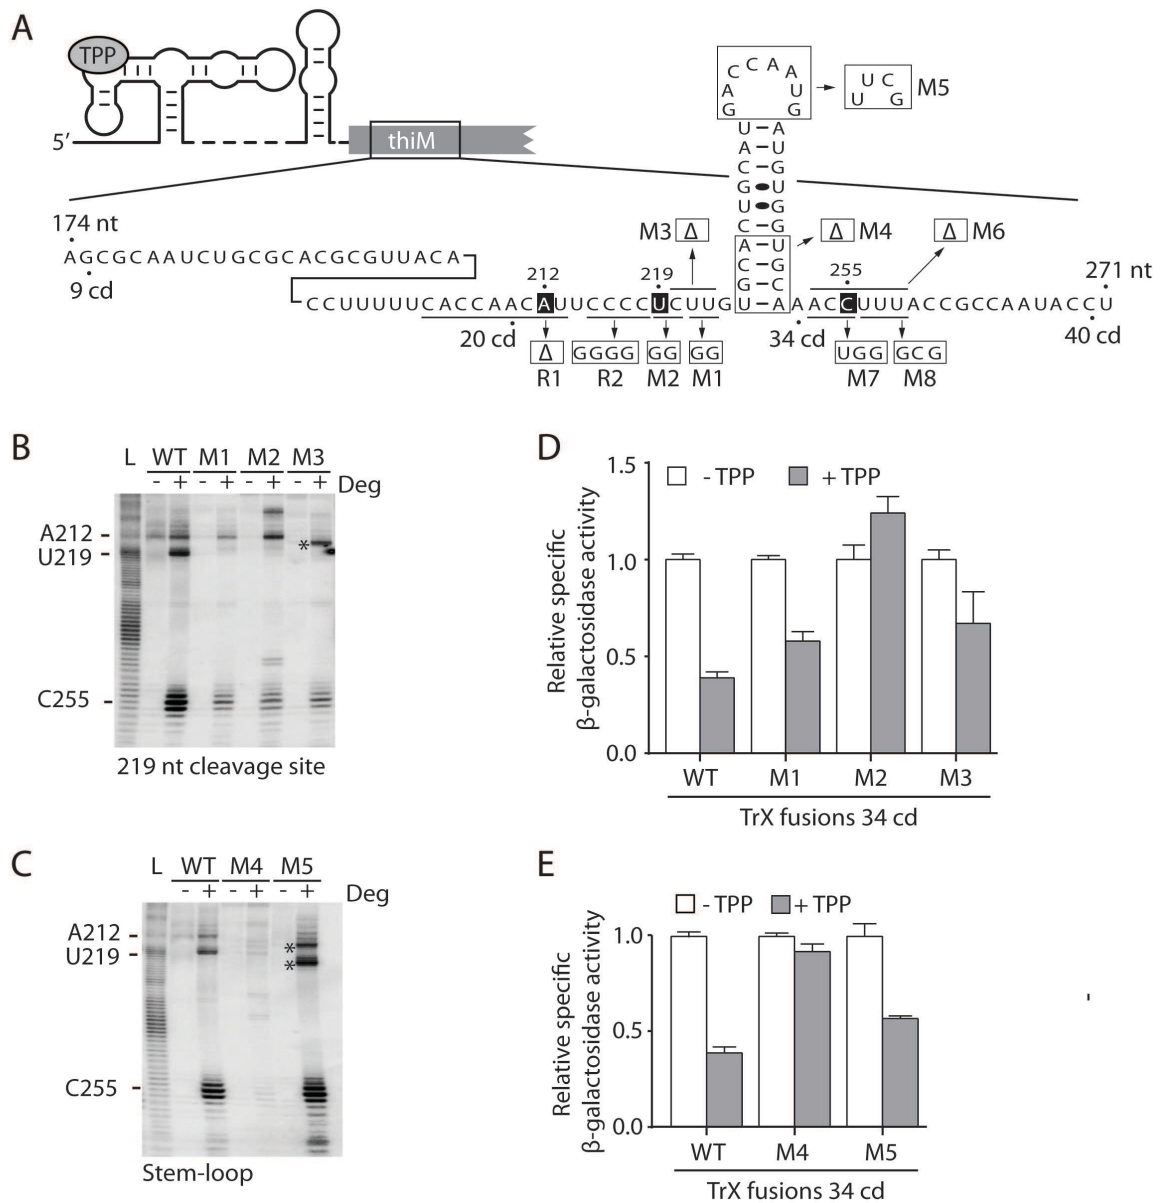 A
TPP
5′
thiM
174 nt
AGCGCAAUCUGCGCACGCGUUACA
9 cd
CCUUUUUCACCAACAUUCCCCUCUUGU
A AACCUUUACCGCCAAUACCU
212
219
255
271 nt
20 cd
34 cd
40 cd
GACCAAUG
UCG
M5
UACGUCACG
AUGUGGUGC
M3 Δ
Δ M4
Δ M6
Δ
GGGG
GG
GG
UGG
GCG
R1
R2
M2
M1
M7
M8
B
L WT M1 M2 M3
- + - + - + - + Deg
A212
U219
*
C255
219 nt cleavage site
C
L WT M4 M5
- + - + - + Deg
A212
U219
*
*
C255
Stem-loop
D
- TPP + TPP
Relative specific
β-galactosidase activity
1.5
1.0
0.5
0.0
WT M1 M2 M3
TrX fusions 34 cd
E
- TPP + TPP
Relative specific
β-galactosidase activity
1.0
0.5
0.0
WT M4 M5
TrX fusions 34 cd